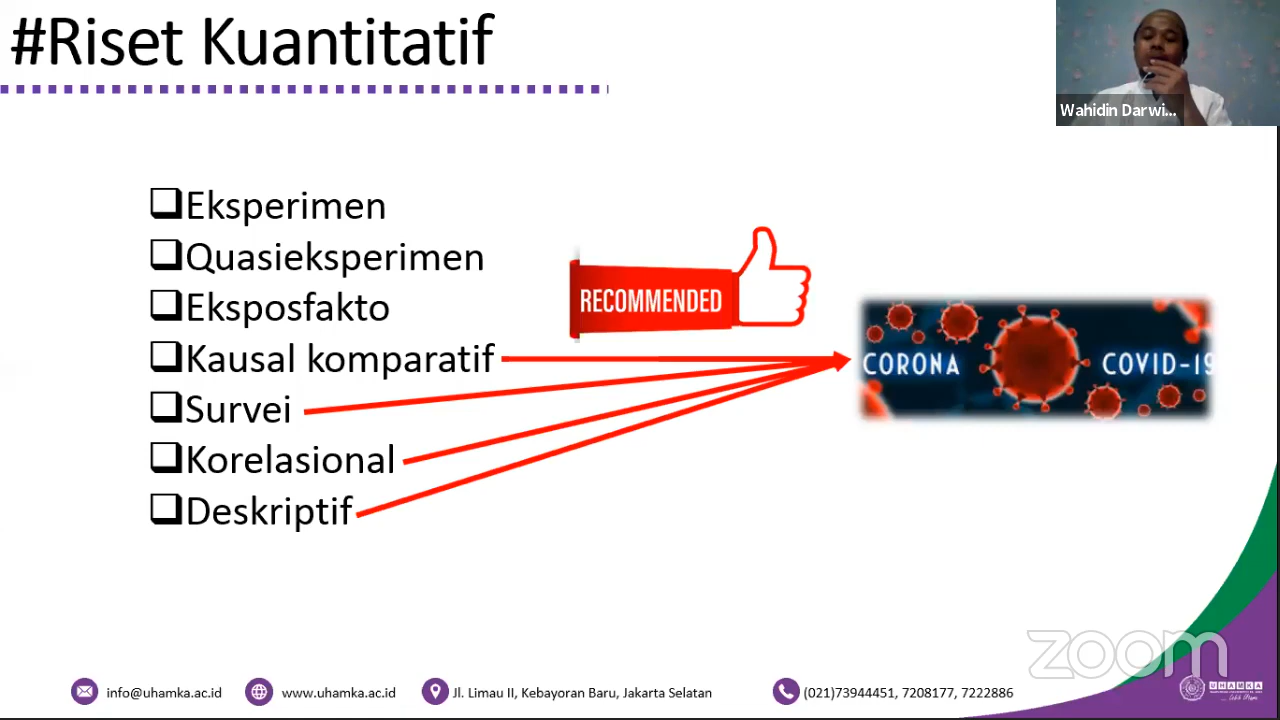 #Riset Kuantitatif
Wahidin Darwi...
Eksperimen
Quasieksperimen
Eksposfakto
RECOMMENDED
Kausal komparatif
CORONA COVID-19
Survei
Korelasional
Deskriptif
zoom
info@uhamka.ac.id
www.uhamka.ac.id
Jl. Limau II, Kebayoran Baru, Jakarta Selatan
(021)73944451, 7208177, 7222886
UHAMKA